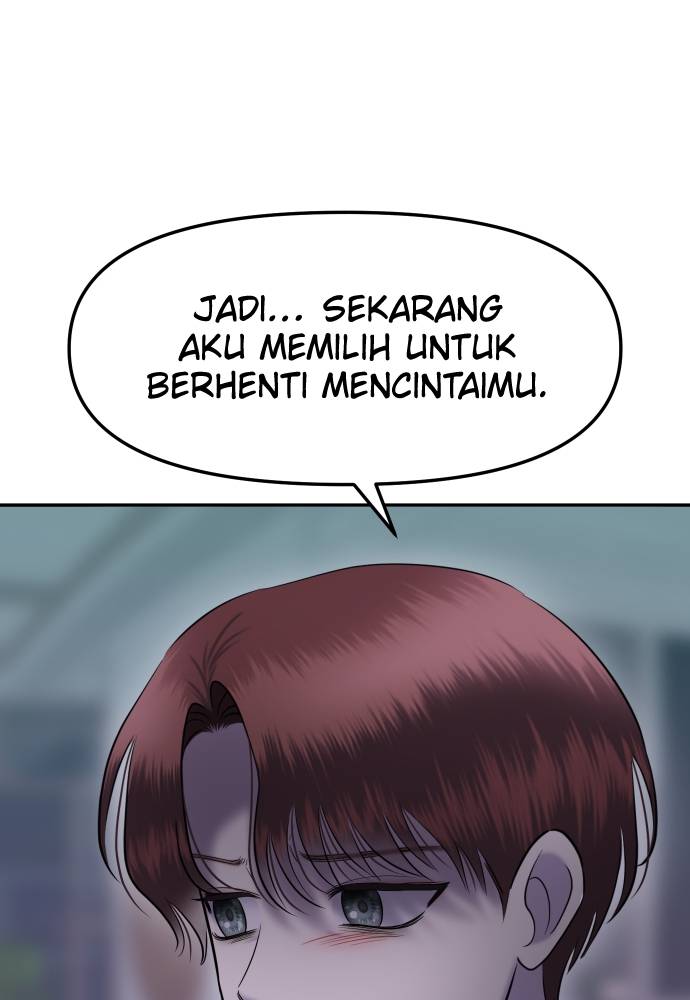 JADI... SEKARANG
AKU MEMILIH UNTUK
BERHENTI MENCINTAIMU.